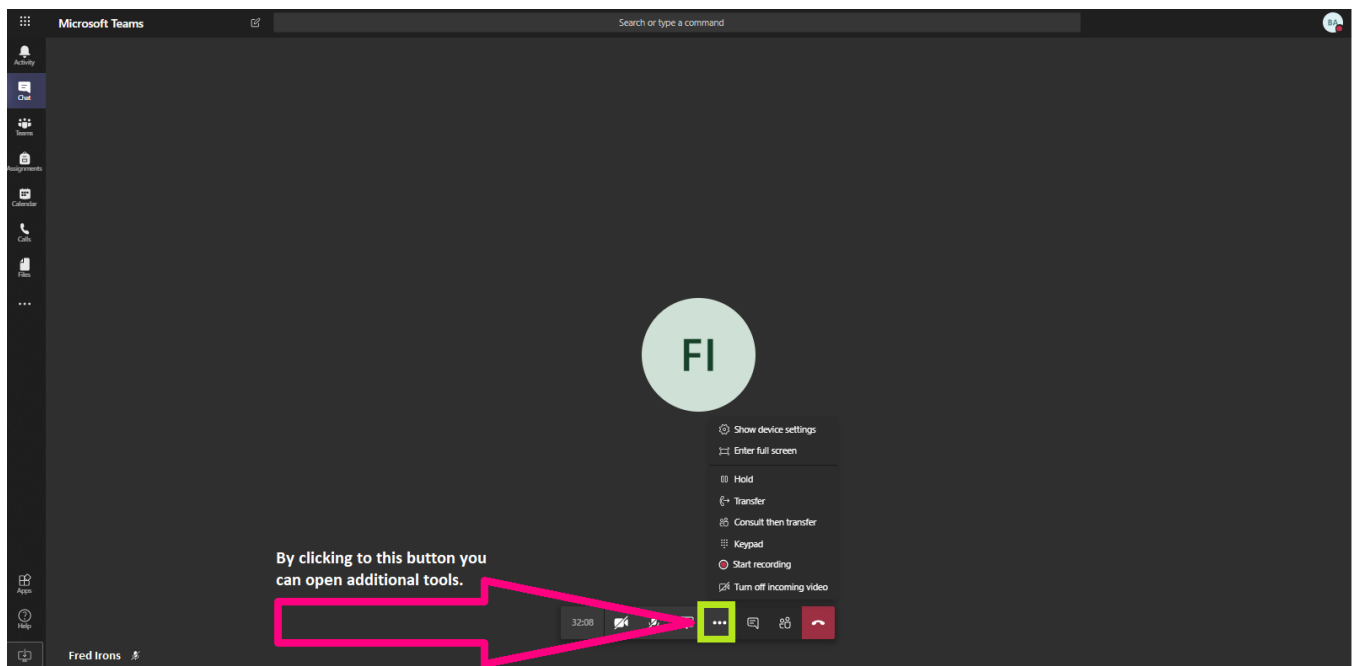 Microsoft Teams
Search or type a command
BA
Activity
Chat
Teams
Assignments
Calendar
Calls
Files
FI
Show device settings
Enter full screen
Hold
Transfer
Consult then transfer
Keypad
Start recording
Turn off incoming video
By clicking to this button you
can open additional tools.
32:08
Apps
Help
Fred Irons